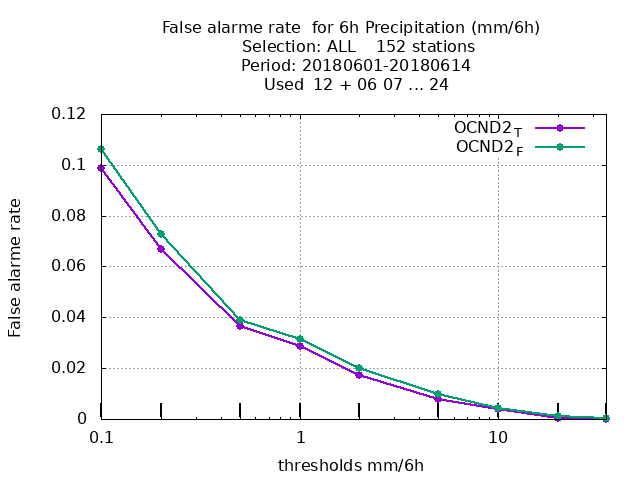 False alarme rate  for 6h Precipitation (mm/6h)
Selection: ALL    152 stations
Period: 20180601-20180614
Used  12 + 06 07 ... 24
OCND2_T
OCND2_F
0.12
0.1
0.08
0.06
0.04
0.02
0
False alarme rate
0.1 1 10
thresholds mm/6h